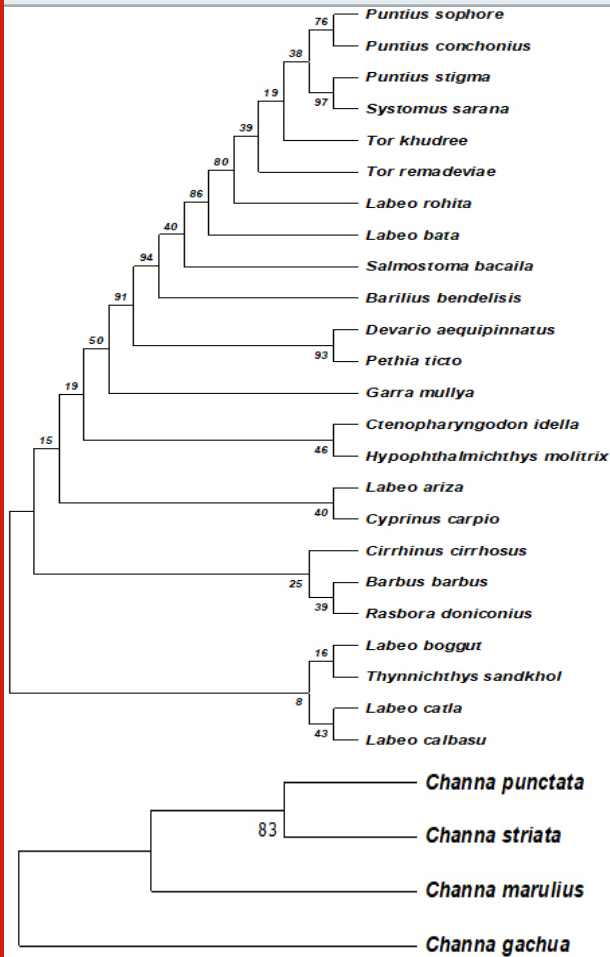 76
Puntius sophore
Puntius conchonius
38
Puntius stigma
97
Systomus sarana
19
Tor khudree
39
Tor remadeviae
80
Labeo rohita
86
Labeo bata
40
Salmostoma bacaila
94
Barilius bendelisis
91
Devario aequipinnatus
93
Pethia ticto
50
Garra mullya
19
Ctenopharyngodon idella
46
Hypophthalmichthys molitrix
15
Labeo ariza
40
Cyprinus carpio
Cirrhinus cirrhosus
25
Barbus barbus
39
Rasbora doniconius
16
Labeo boggut
Thynnichthys sandkhol
8
Labeo catla
43
Labeo calbasu
Channa punctata
83
Channa striata
Channa marulius
Channa gachua